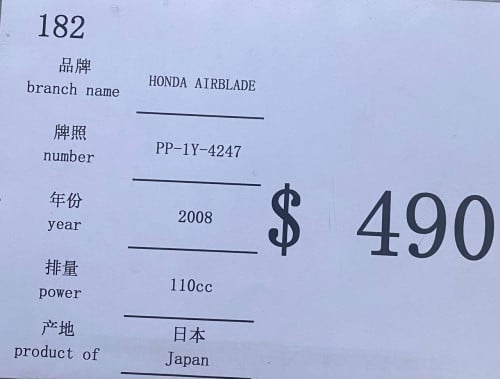 182
品牌
branch name
HONDA AIRBLADE
牌照
number
PP-1Y-4247
年份
year
2008
$ 490
排量
power
110cc
产地
product of
日本
Japan